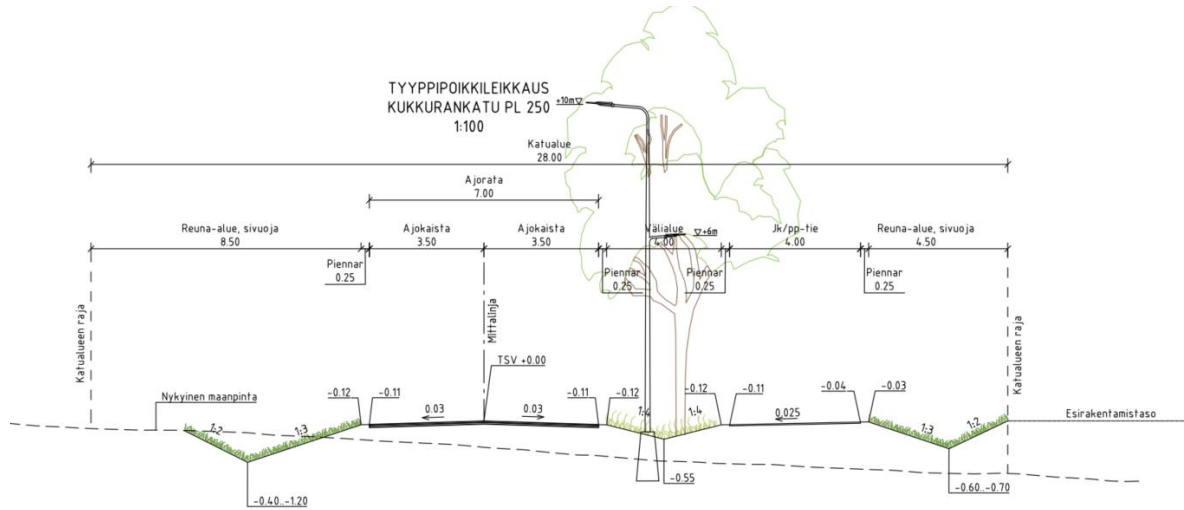 TYYPPIPOIKKILEIKKAUS
KUKKURANKATU PL 250
1:100
+10m
Katualue
28.00
Ajorata
7.00
Reuna-alue, sivuoja
8.50
Ajokaista
3.50
Ajokaista
3.50
Välialue
4.00
+6m
Jk/pp-tie
4.00
Reuna-alue, sivuoja
4.50
Piennar
0.25
Piennar
0.25
Piennar
0.25
Piennar
0.25
Katualueen raja
Mittalinja
Katualueen raja
TSV +0.00
Nykyinen maanpinta
-0.12
-0.11
0.03
0.03
-0.11
-0.12
1:4
1:4
-0.12
-0.11
0.025
-0.04
-0.03
Esirakentamistaso
1:2
1:3
1:3
1:2
-0.40..-1.20
-0.55
-0.60..-0.70